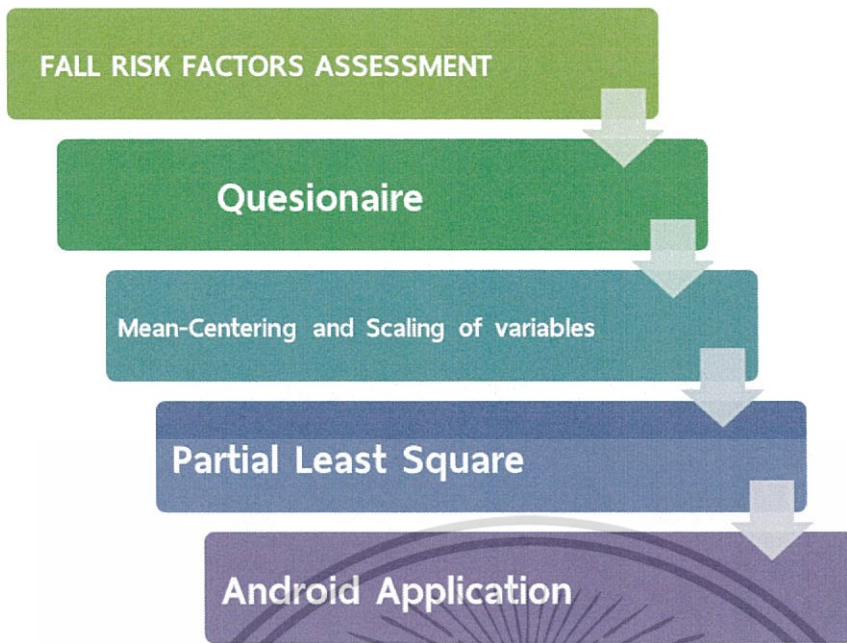 FALL RISK FACTORS ASSESSMENT
Quesionaire
Mean-Centering and Scaling of variables
Partial Least Square
Android Application